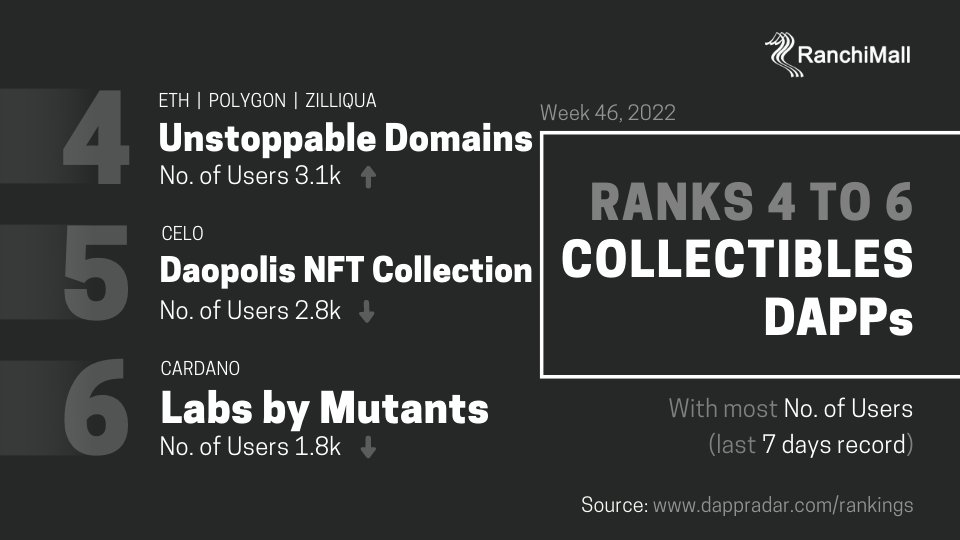 RanchiMall
4
ETH | POLYGON | ZILLIQUA
Unstoppable Domains
No. of Users 3.1k
5
CELO
Daopolis NFT Collection
No. of Users 2.8k
6
CARDANO
Labs by Mutants
No. of Users 1.8k
Week 46, 2022
RANKS 4 TO 6
COLLECTIBLES
DAPPs
With most No. of Users
(last 7 days record)
Source: www.dappradar.com/rankings